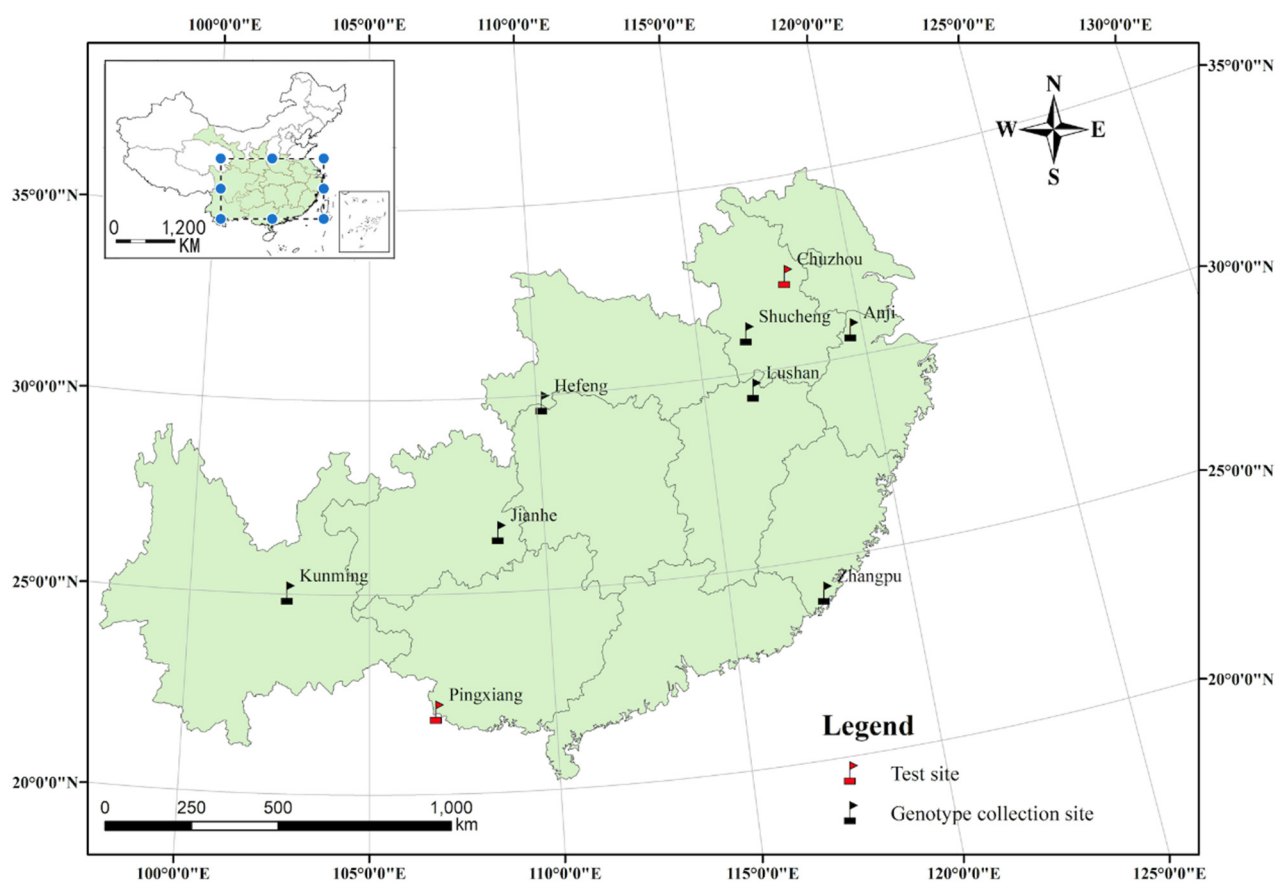 100°0'0"E 105°0'0"E 110°0'0"E 115°0'0"E 120°0'0"E 125°0'0"E 130°0'0"E
35°0'0"N
N
W E
S
35°0'0"N
0 1,200
KM
Chuzhou
30°0'0"N
Shucheng
Anji
Lushan
Hefeng
30°0'0"N
25°0'0"N
Jianhe
Kunming
Zhangpu
25°0'0"N
20°0'0"N
Pingxiang
Legend
Test site
Genotype collection site
20°0'0"N
0 250 500 1,000
km
100°0'0"E 105°0'0"E 110°0'0"E 115°0'0"E 120°0'0"E 125°0'0"E